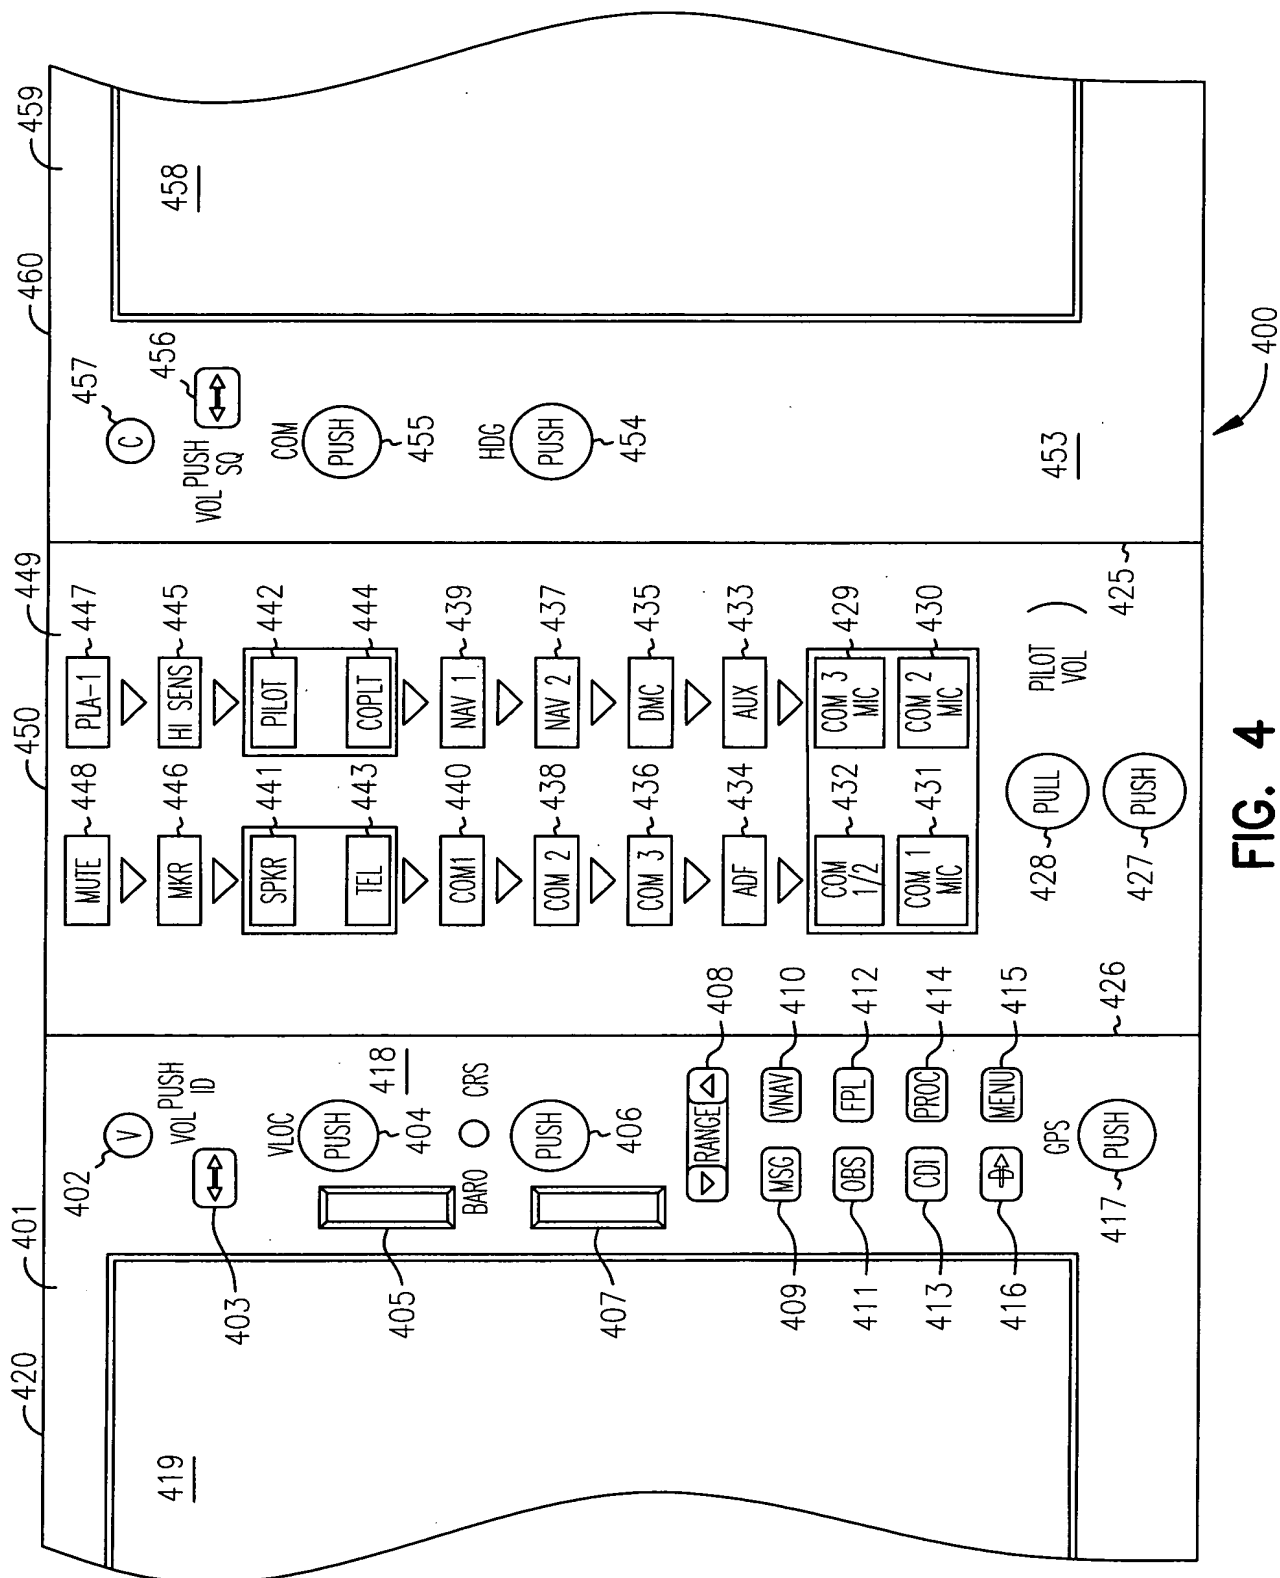 420
401
419
402
V
VOL PUSH ID
403
VLOC
PUSH
404
418
405
BARO
CRS
PUSH
406
407
RANGE
408
MSG
409
VNAV
410
OBS
411
FPL
412
CDI
413
PROC
414
D
416
MENU
415
GPS
PUSH
417
426
450
449
MUTE
448
PLA-1
447
MKR
446
HI SENS
445
SPKR
441
PILOT
442
TEL
443
COPLT
444
COM1
440
NAV 1
439
COM 2
438
NAV 2
437
COM 3
436
DMC
435
ADF
434
AUX
433
COM 1/2
432
COM 3 MIC
429
COM 1 MIC
431
COM 2 MIC
430
PULL
428
PILOT VOL
PUSH
427
425
460
459
C
457
VOL PUSH SQ
456
COM
PUSH
455
HDG
PUSH
454
458
453
400
FIG. 4